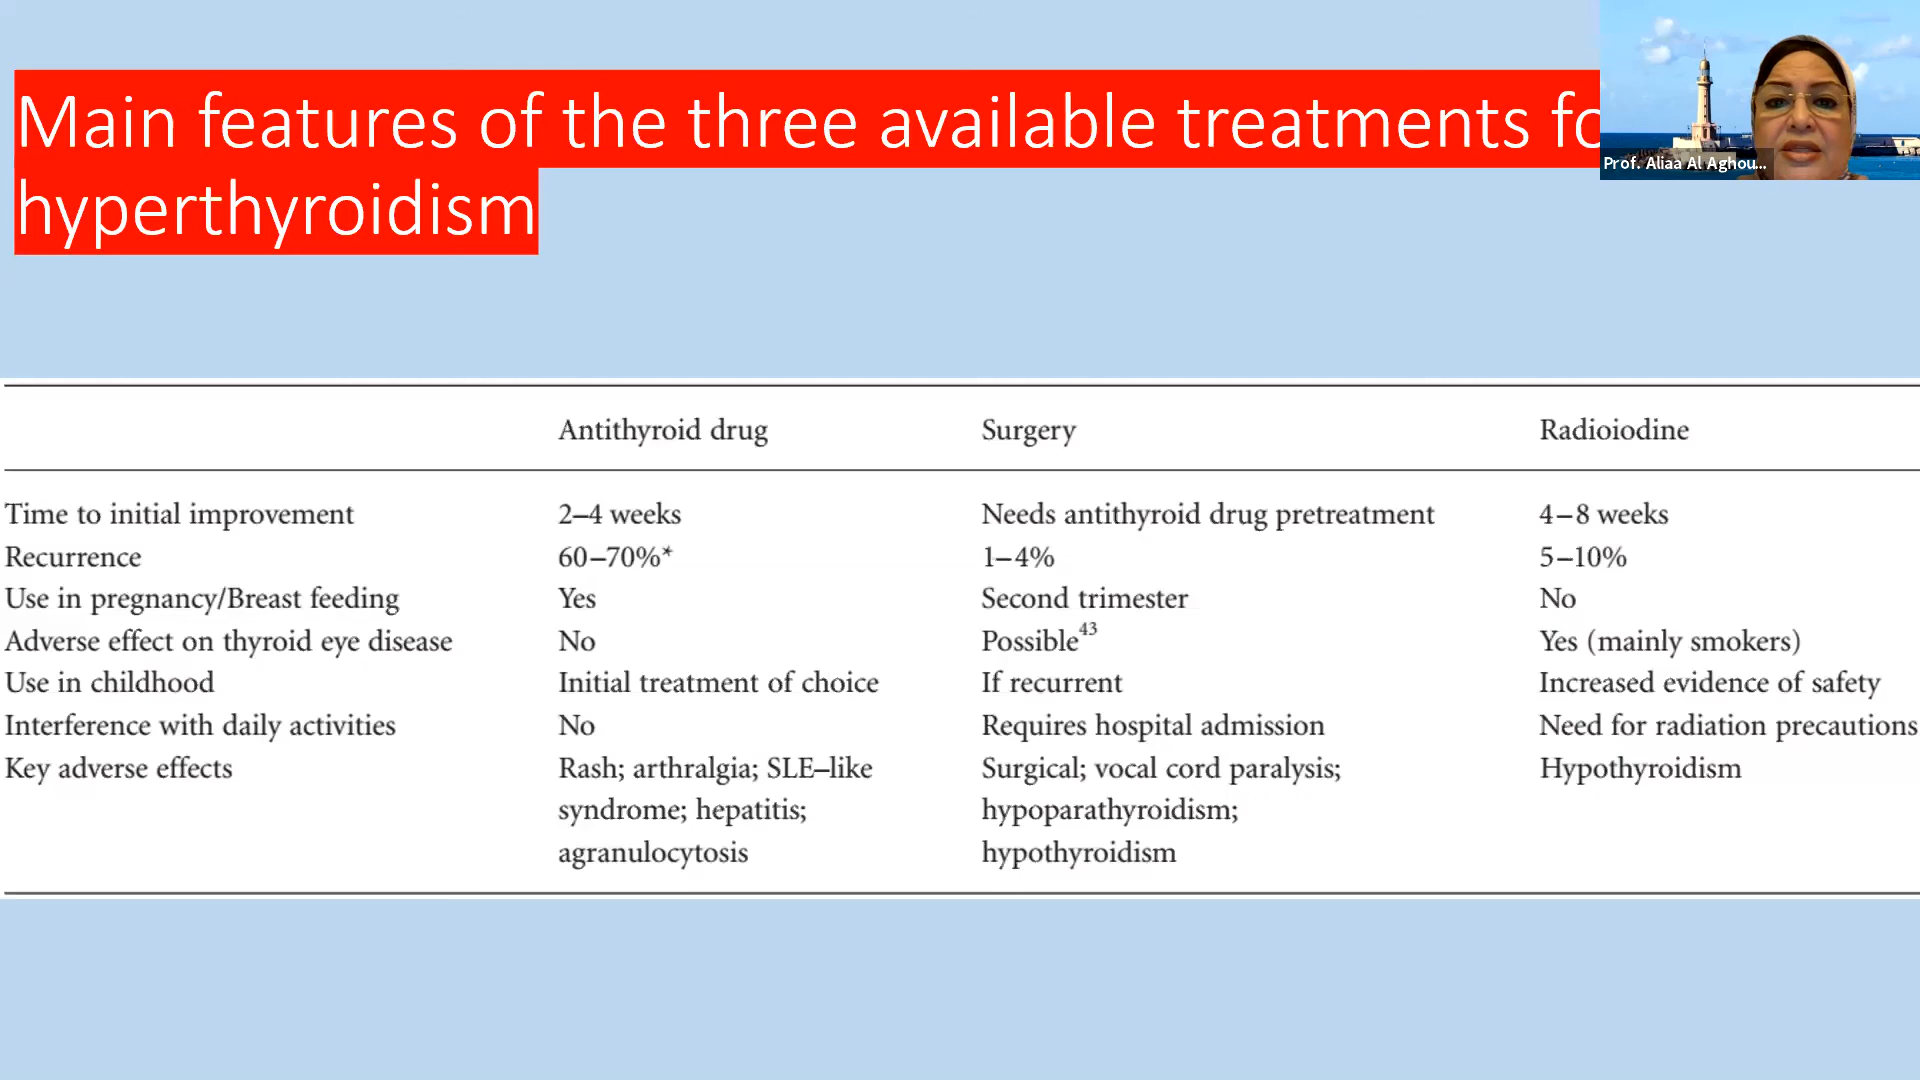 Main features of the three available treatments fo
hyperthyroidism
Prof. Aliaa Al Aghou...
Antithyroid drug Surgery Radioiodine
Time to initial improvement 2–4 weeks Needs antithyroid drug pretreatment 4–8 weeks
Recurrence 60–70%* 1–4% 5–10%
Use in pregnancy/Breast feeding Yes Second trimester No
Adverse effect on thyroid eye disease No Possible43 Yes (mainly smokers)
Use in childhood Initial treatment of choice If recurrent Increased evidence of safety
Interference with daily activities No Requires hospital admission Need for radiation precautions
Key adverse effects Rash; arthralgia; SLE–like Surgical; vocal cord paralysis; Hypothyroidism
syndrome; hepatitis; hypoparathyroidism;
agranulocytosis hypothyroidism